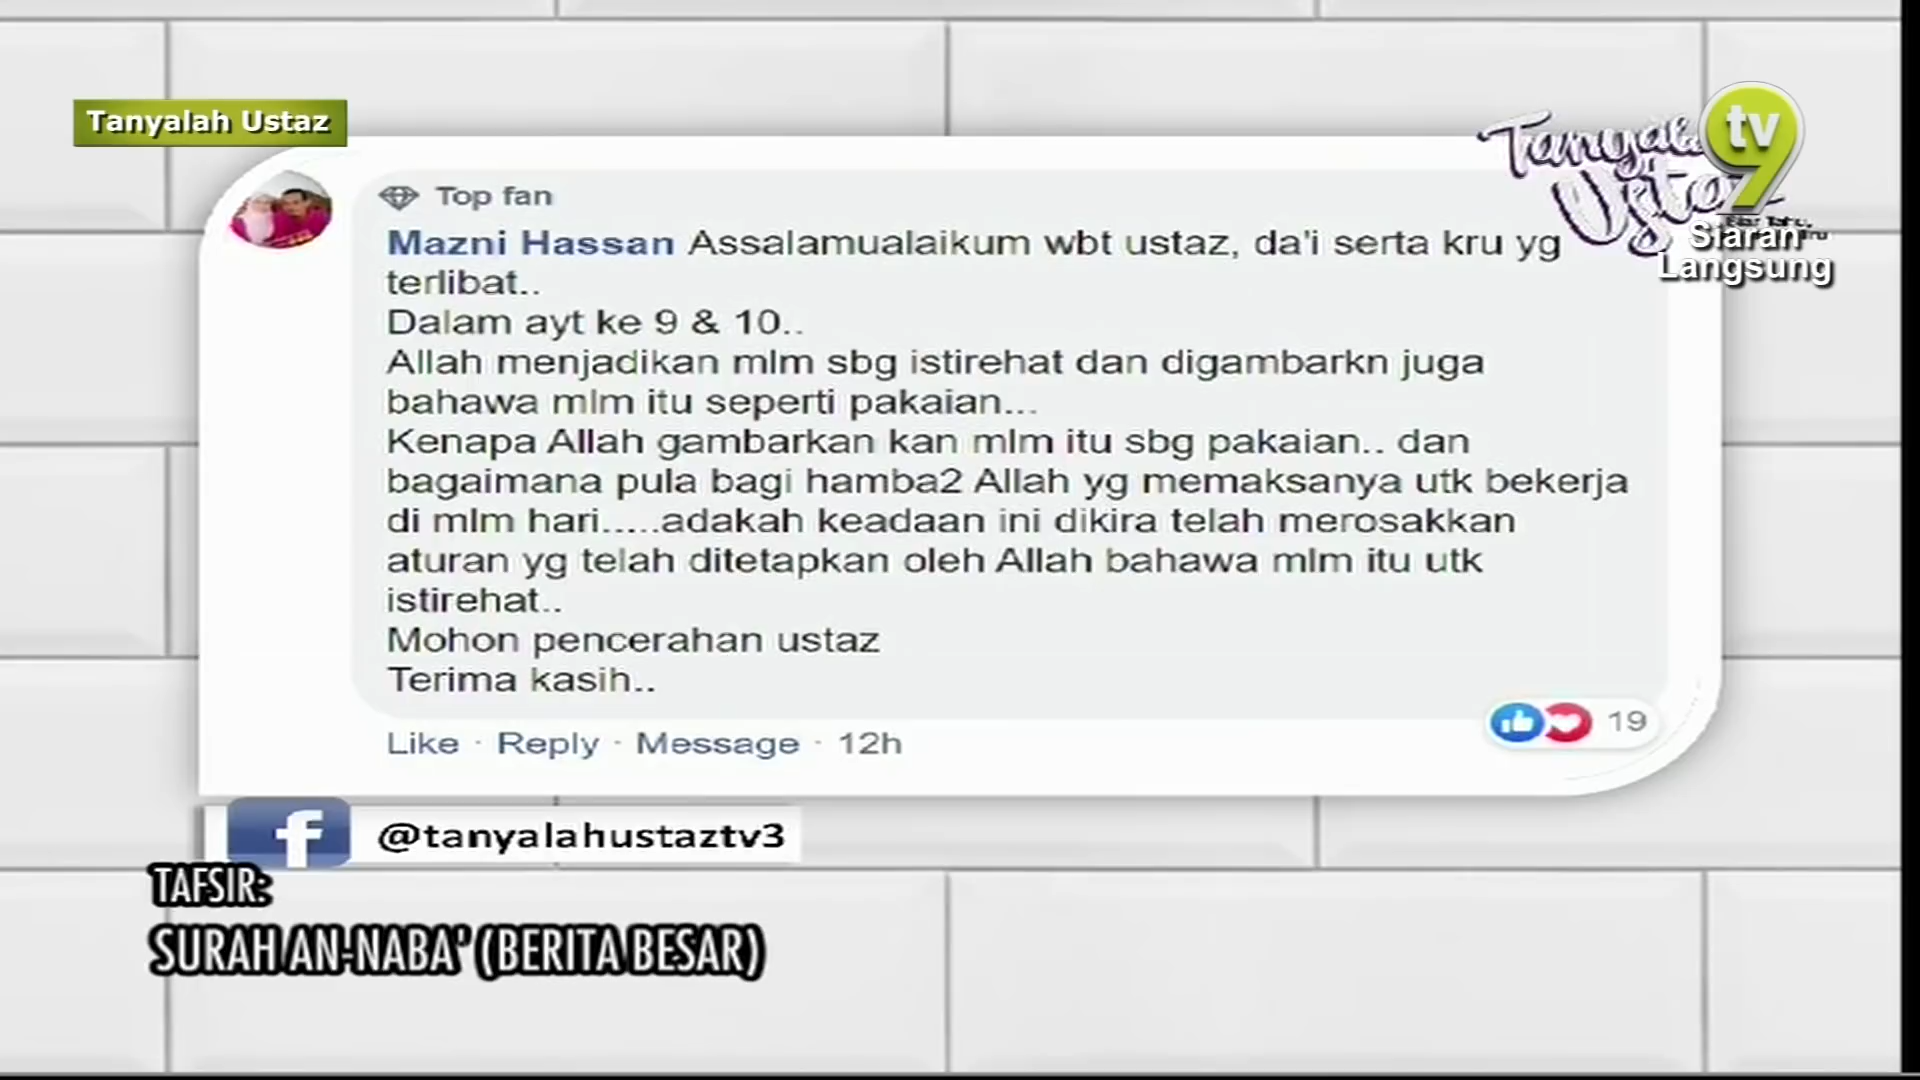 Tanyalah Ustaz
tv
9
Siaran
Langsung
Top fan
Mazni Hassan Assalamualaikum wbt ustaz, da'i serta kru yg
terlibat..
Dalam ayt ke 9 & 10..
Allah menjadikan mlm sbg istirehat dan digambarkn juga
bahawa mlm itu seperti pakaian...
Kenapa Allah gambarkan kan mlm itu sbg pakaian.. dan
bagaimana pula bagi hamba2 Allah yg memaksanya utk bekerja
di mlm hari.....adakah keadaan ini dikira telah merosakkan
aturan yg telah ditetapkan oleh Allah bahawa mlm itu utk
istirehat..
Mohon pencerahan ustaz
Terima kasih..
19
Like · Reply · Message · 12h
f @tanyalahustaztv3
TAFSIR:
SURAH AN-NABA' (BERITA BESAR)